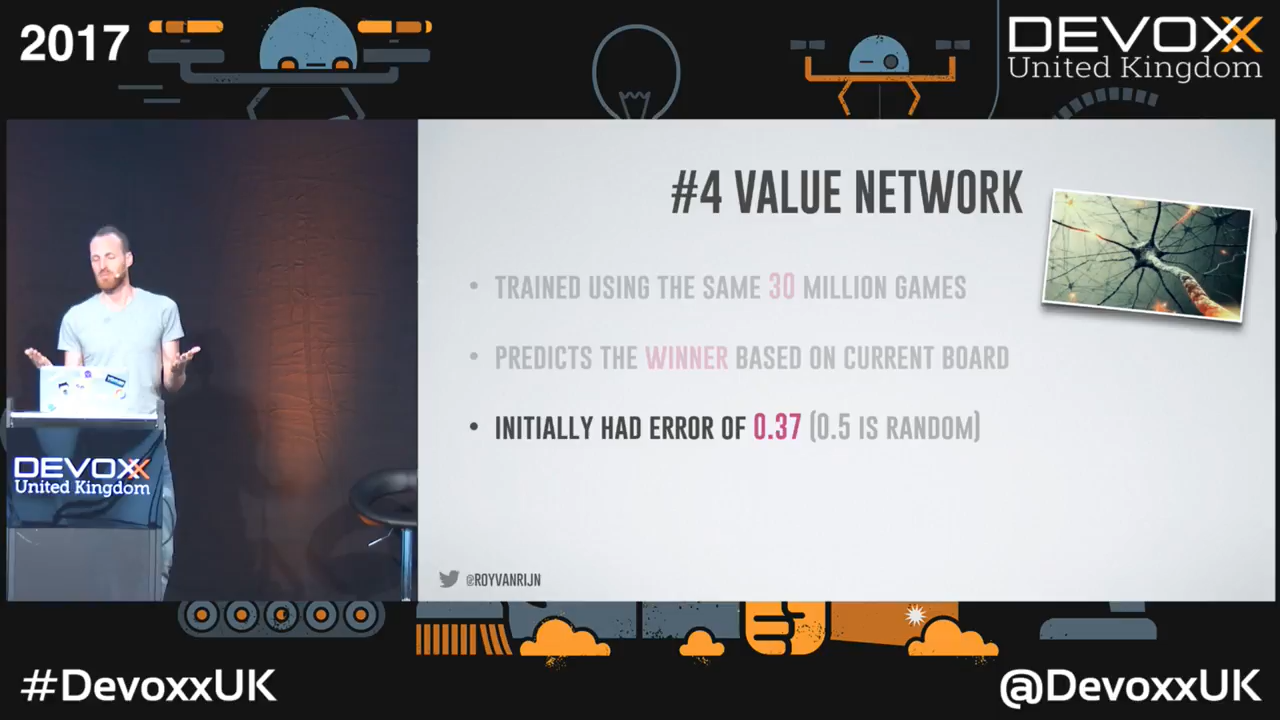 2017
DEVOXX
United Kingdom
#4 VALUE NETWORK
• TRAINED USING THE SAME 30 MILLION GAMES
• PREDICTS THE WINNER BASED ON CURRENT BOARD
• INITIALLY HAD ERROR OF 0.37 (0.5 IS RANDOM)
DEVOXX
United Kingdom
@ROYVANRIJN
#DevoxxUK
@DevoxxUK